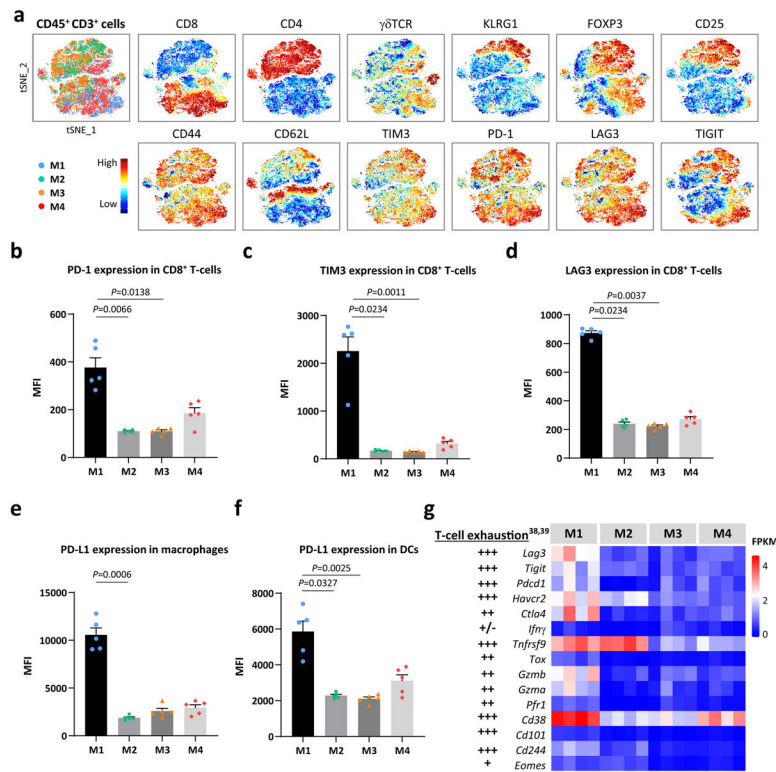 a
CD45+ CD3+ cells CD8 CD4 γδTCR KLRG1 FOXP3 CD25
tSNE_2
tSNE_1
CD44 CD62L TIM3 PD-1 LAG3 TIGIT
M1
M2
M3
M4
High
Low
b
PD-1 expression in CD8+ T-cells
P=0.0138
P=0.0066
MFI
600
400
200
0
M1 M2 M3 M4
c
TIM3 expression in CD8+ T-cells
P=0.0011
P=0.0234
MFI
3000
2000
1000
0
M1 M2 M3 M4
d
LAG3 expression in CD8+ T-cells
P=0.0037
P=0.0234
MFI
1000
800
600
400
200
0
M1 M2 M3 M4
e
PD-L1 expression in macrophages
P=0.0006
MFI
15000
10000
5000
0
M1 M2 M3 M4
f
PD-L1 expression in DCs
P=0.0025
P=0.0327
MFI
8000
6000
4000
2000
0
M1 M2 M3 M4
g
T-cell exhaustion38,39 M1 M2 M3 M4
+++ Lag3
+++ Tigit
+++ Pdcd1
+++ Havcr2
++ Ctla4
+/- Ifnγ
+++ Tnfrsf9
++ Tox
++ Gzmb
++ Gzma
++ Pfr1
+++ Cd38
+++ Cd101
+++ Cd244
+ Eomes
FPKM
4
2
0